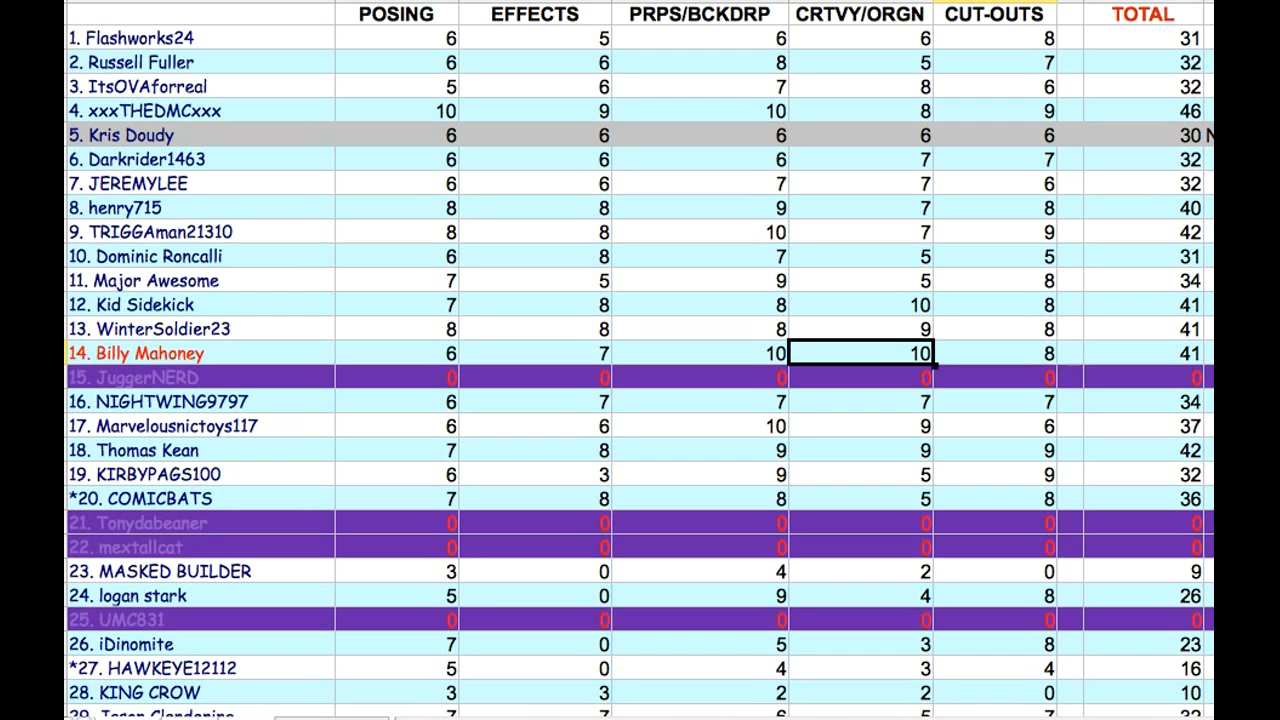 POSING EFFECTS PRPS/BCKDRP CRTVY/ORGN CUT-OUTS TOTAL
1. Flashworks24 6 5 6 6 8 31
2. Russell Fuller 6 6 8 5 7 32
3. ItsOVAforreal 5 6 7 8 6 32
4. xxxTHEDMCxxx 10 9 10 8 9 46
5. Kris Doudy 6 6 6 6 6 30 N
6. Darkrider1463 6 6 6 7 7 32
7. JEREMYLEE 6 6 7 7 6 32
8. henry715 8 8 9 7 8 40
9. TRIGGAman21310 8 8 10 7 9 42
10. Dominic Roncalli 6 8 7 5 5 31
11. Major Awesome 7 5 9 5 8 34
12. Kid Sidekick 7 8 8 10 8 41
13. WinterSoldier23 8 8 8 9 8 41
14. Billy Mahoney 6 7 10 10 8 41
15. JuggerNERD 0 0 0 0 0 0
16. NIGHTWING9797 6 7 7 7 7 34
17. Marvelousnictoys117 6 6 10 9 6 37
18. Thomas Kean 7 8 9 9 9 42
19. KIRBYPAGS100 6 3 9 5 9 32
*20. COMICBATS 7 8 8 5 8 36
21. Tonydabeaner 0 0 0 0 0 0
22. mextallcat 0 0 0 0 0 0
23. MASKED BUILDER 3 0 4 2 0 9
24. logan stark 5 0 9 4 8 26
25. UMC831 0 0 0 0 0 0
26. iDinomite 7 0 5 3 8 23
*27. HAWKEYE12112 5 0 4 3 4 16
28. KING CROW 3 3 2 2 0 10
29. Jason 7 7 6 5 7 32